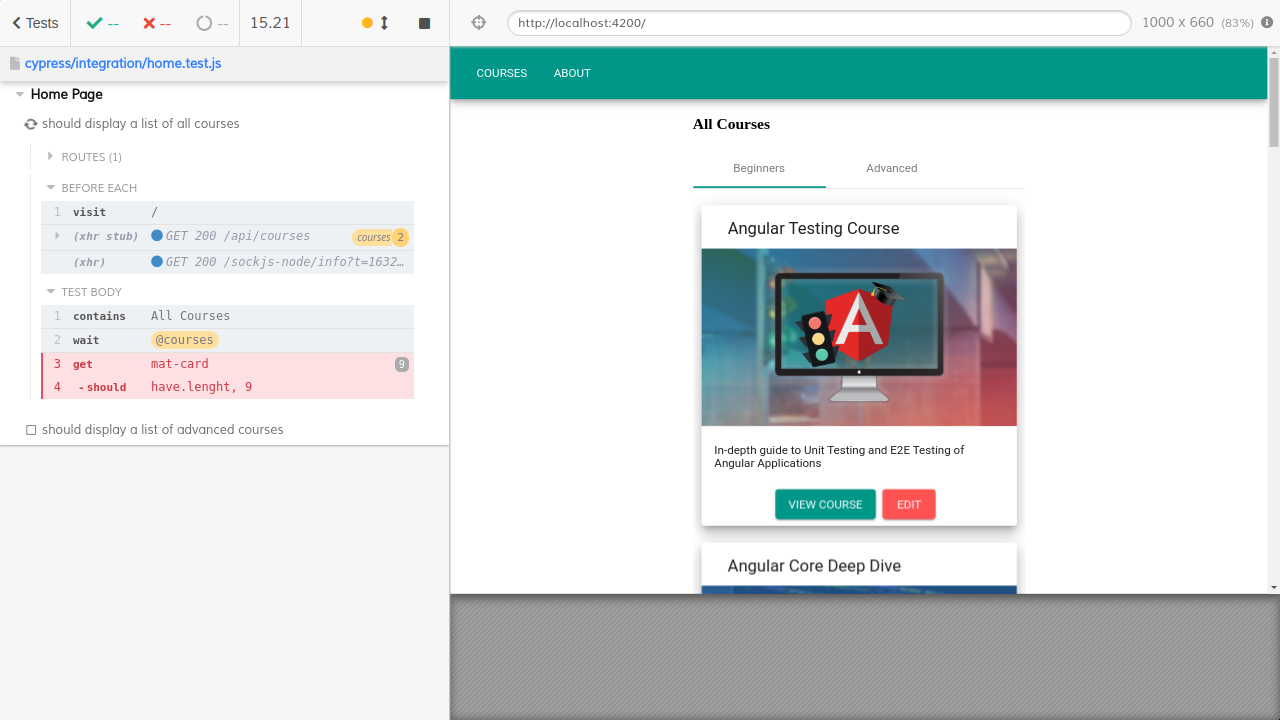 Tests
--
--
--
15.21
http://localhost:4200/
1000 x 660 (83%)
cypress/integration/home.test.js
Home Page
should display a list of all courses
ROUTES (1)
BEFORE EACH
1 visit /
(xhr stub) GET 200 /api/courses courses 2
(xhr) GET 200 /sockjs-node/info?t=1632…
TEST BODY
1 contains All Courses
2 wait @courses
3 get mat-card 9
4 -should have.lenght, 9
should display a list of advanced courses
COURSES ABOUT
All Courses
Beginners Advanced
Angular Testing Course
A
In-depth guide to Unit Testing and E2E Testing of
Angular Applications
VIEW COURSE EDIT
Angular Core Deep Dive